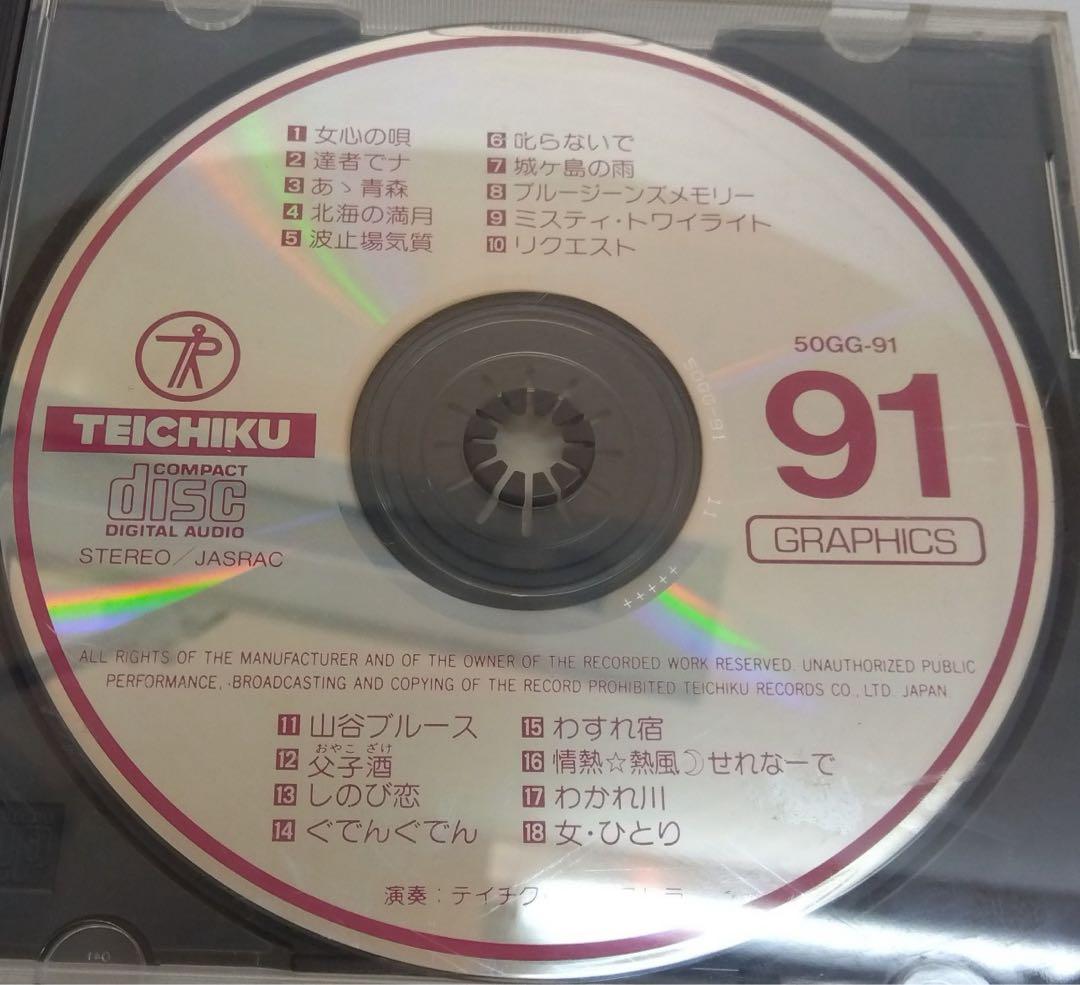 1 女心の唄
2 達者でナ
3 あゝ青森
4 北海の満月
5 波止場気質
6 叱らないで
7 城ヶ島の雨
8 ブルージーンズメモリー
9 ミスティ・トワイライト
10 リクエスト
TEICHIKU
COMPACT
disc
DIGITAL AUDIO
STEREO/JASRAC
50GG-91
91
GRAPHICS
50GG-91 11
+++++
ALL RIGHTS OF THE MANUFACTURER AND OF THE OWNER OF THE RECORDED WORK RESERVED. UNAUTHORIZED PUBLIC
PERFORMANCE, BROADCASTING AND COPYING OF THE RECORD PROHIBITED TEICHIKU RECORDS CO., LTD. JAPAN.
11 山谷ブルース
おやこ ざけ
12 父子酒
13 しのび恋
14 ぐでんぐでん
15 わすれ宿
16 情熱☆熱風☽せれなーで
17 わかれ川
18 女・ひとり
演奏:テイチク